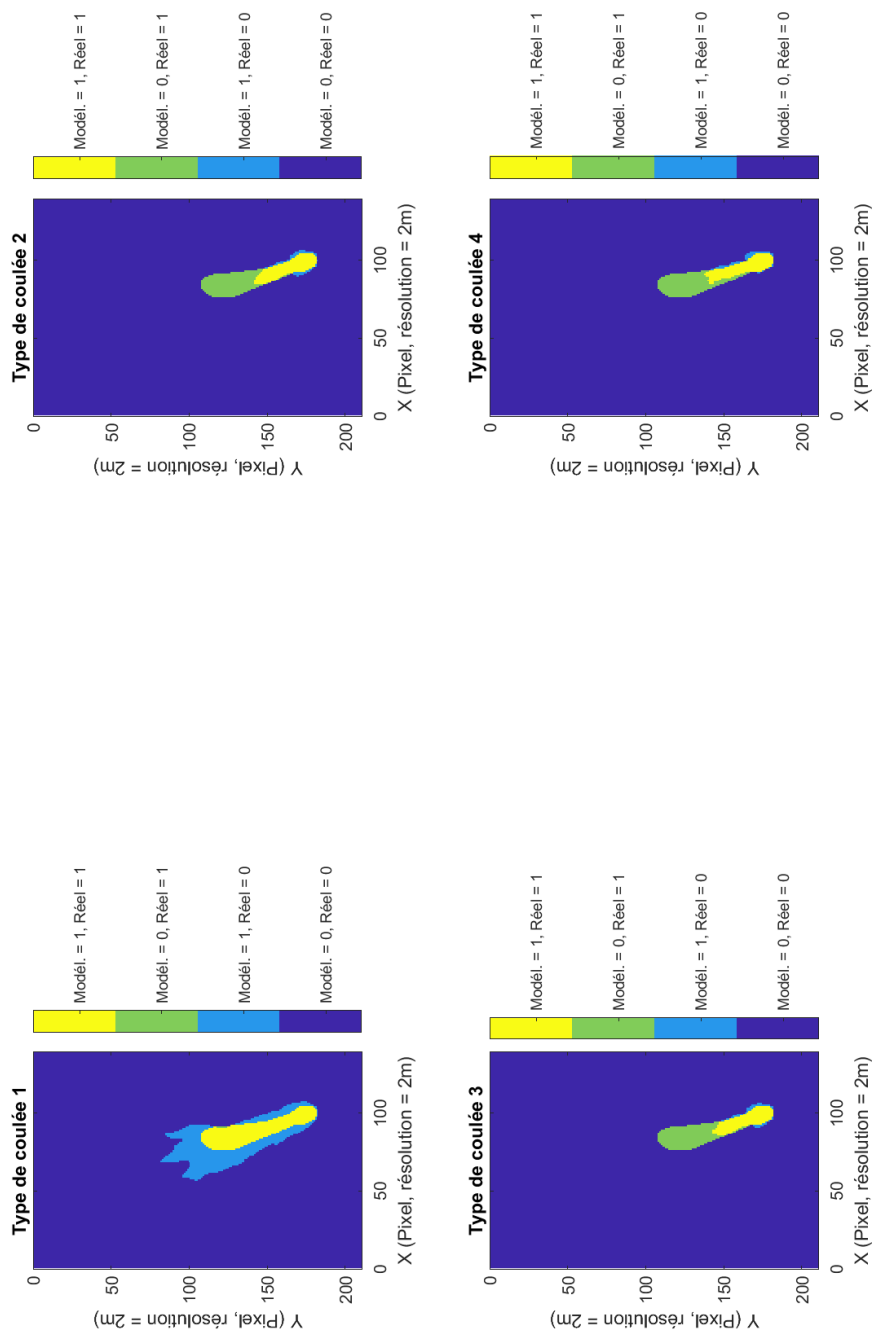 Type de coulée 1
0
50
100
150
200
Y (Pixel, résolution = 2m)
0
50
100
X (Pixel, résolution = 2m)
Modél. = 1, Réel = 1
Modél. = 0, Réel = 1
Modél. = 1, Réel = 0
Modél. = 0, Réel = 0
Type de coulée 2
0
50
100
150
200
Y (Pixel, résolution = 2m)
0
50
100
X (Pixel, résolution = 2m)
Modél. = 1, Réel = 1
Modél. = 0, Réel = 1
Modél. = 1, Réel = 0
Modél. = 0, Réel = 0
Type de coulée 3
0
50
100
150
200
Y (Pixel, résolution = 2m)
0
50
100
X (Pixel, résolution = 2m)
Modél. = 1, Réel = 1
Modél. = 0, Réel = 1
Modél. = 1, Réel = 0
Modél. = 0, Réel = 0
Type de coulée 4
0
50
100
150
200
Y (Pixel, résolution = 2m)
0
50
100
X (Pixel, résolution = 2m)
Modél. = 1, Réel = 1
Modél. = 0, Réel = 1
Modél. = 1, Réel = 0
Modél. = 0, Réel = 0